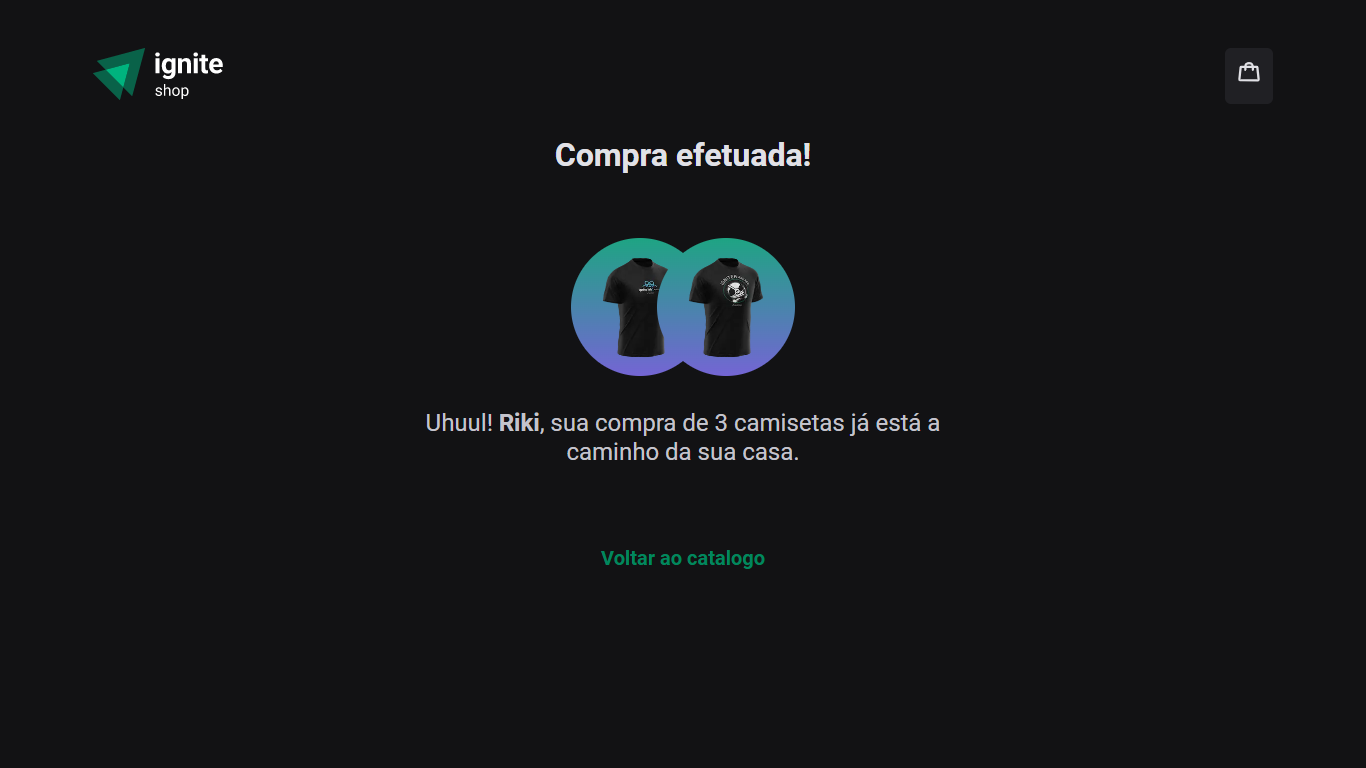 ignite
shop
Compra efetuada!
Uhuul! Riki, sua compra de 3 camisetas já está a
caminho da sua casa.
Voltar ao catalogo